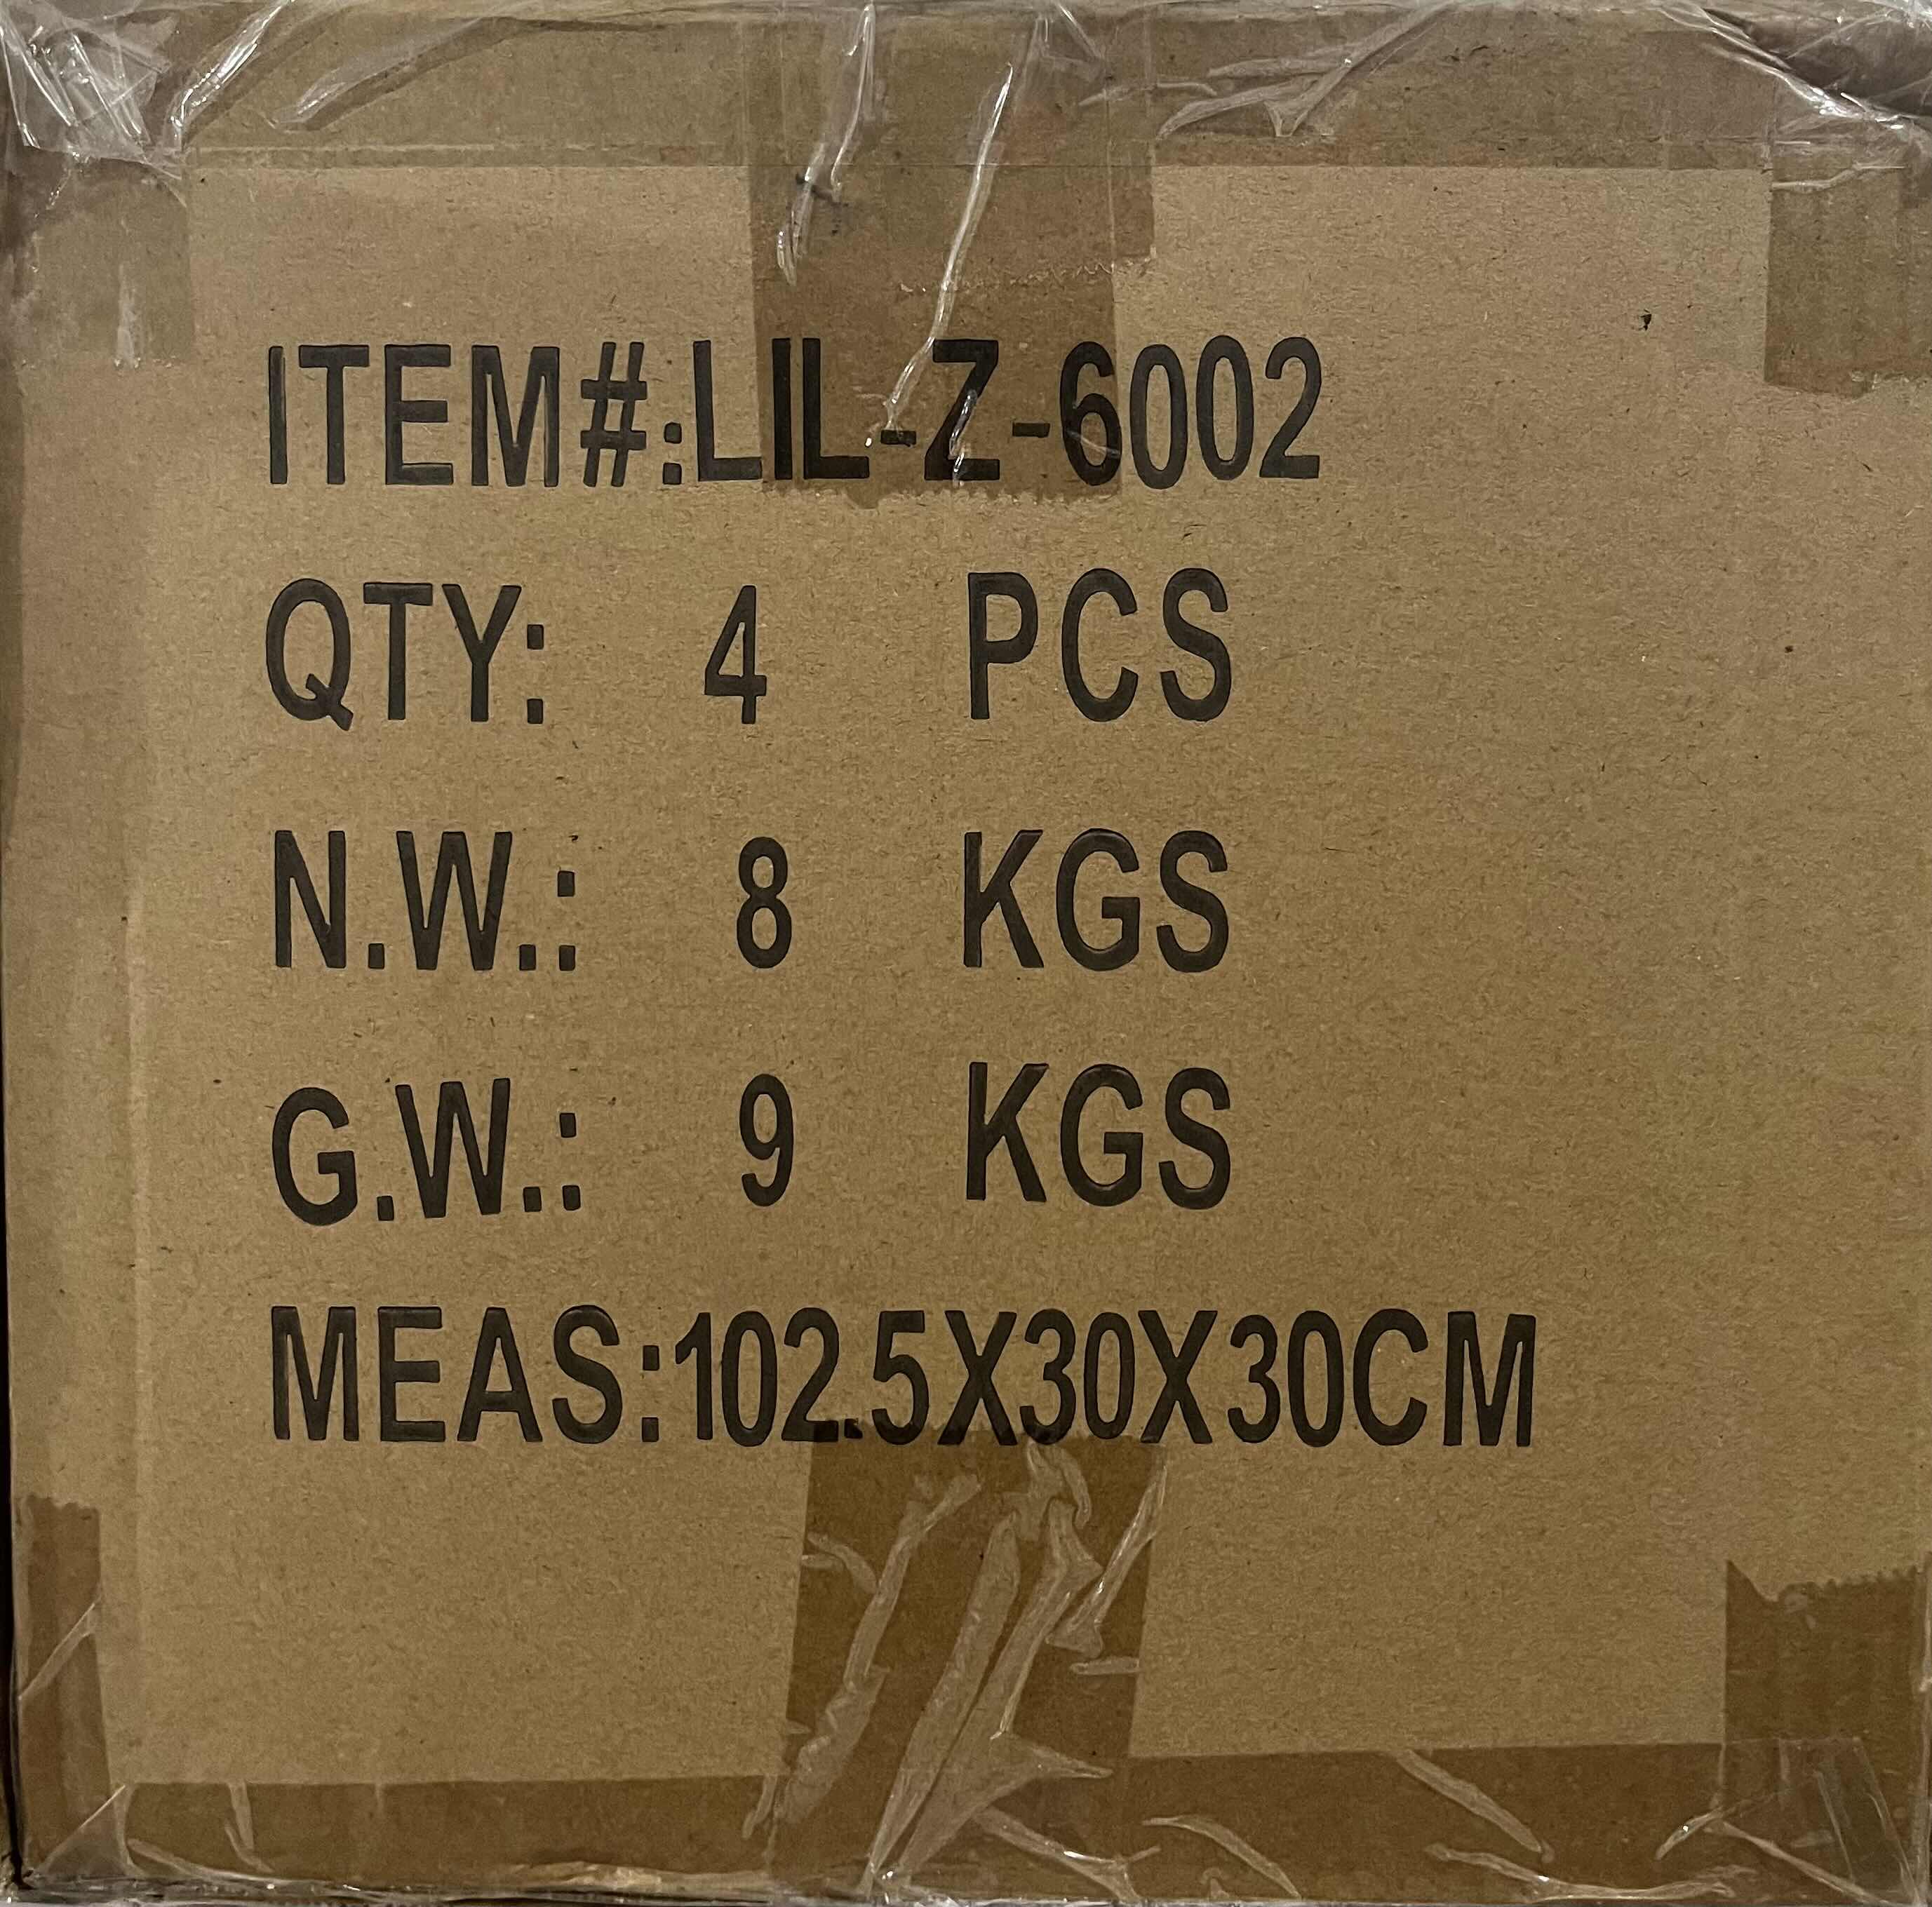 ITEM#:LIL-Z-6002
QTY: 4 PCS
N.W.: 8 KGS
G.W.: 9 KGS
MEAS:102.5X30X30CM